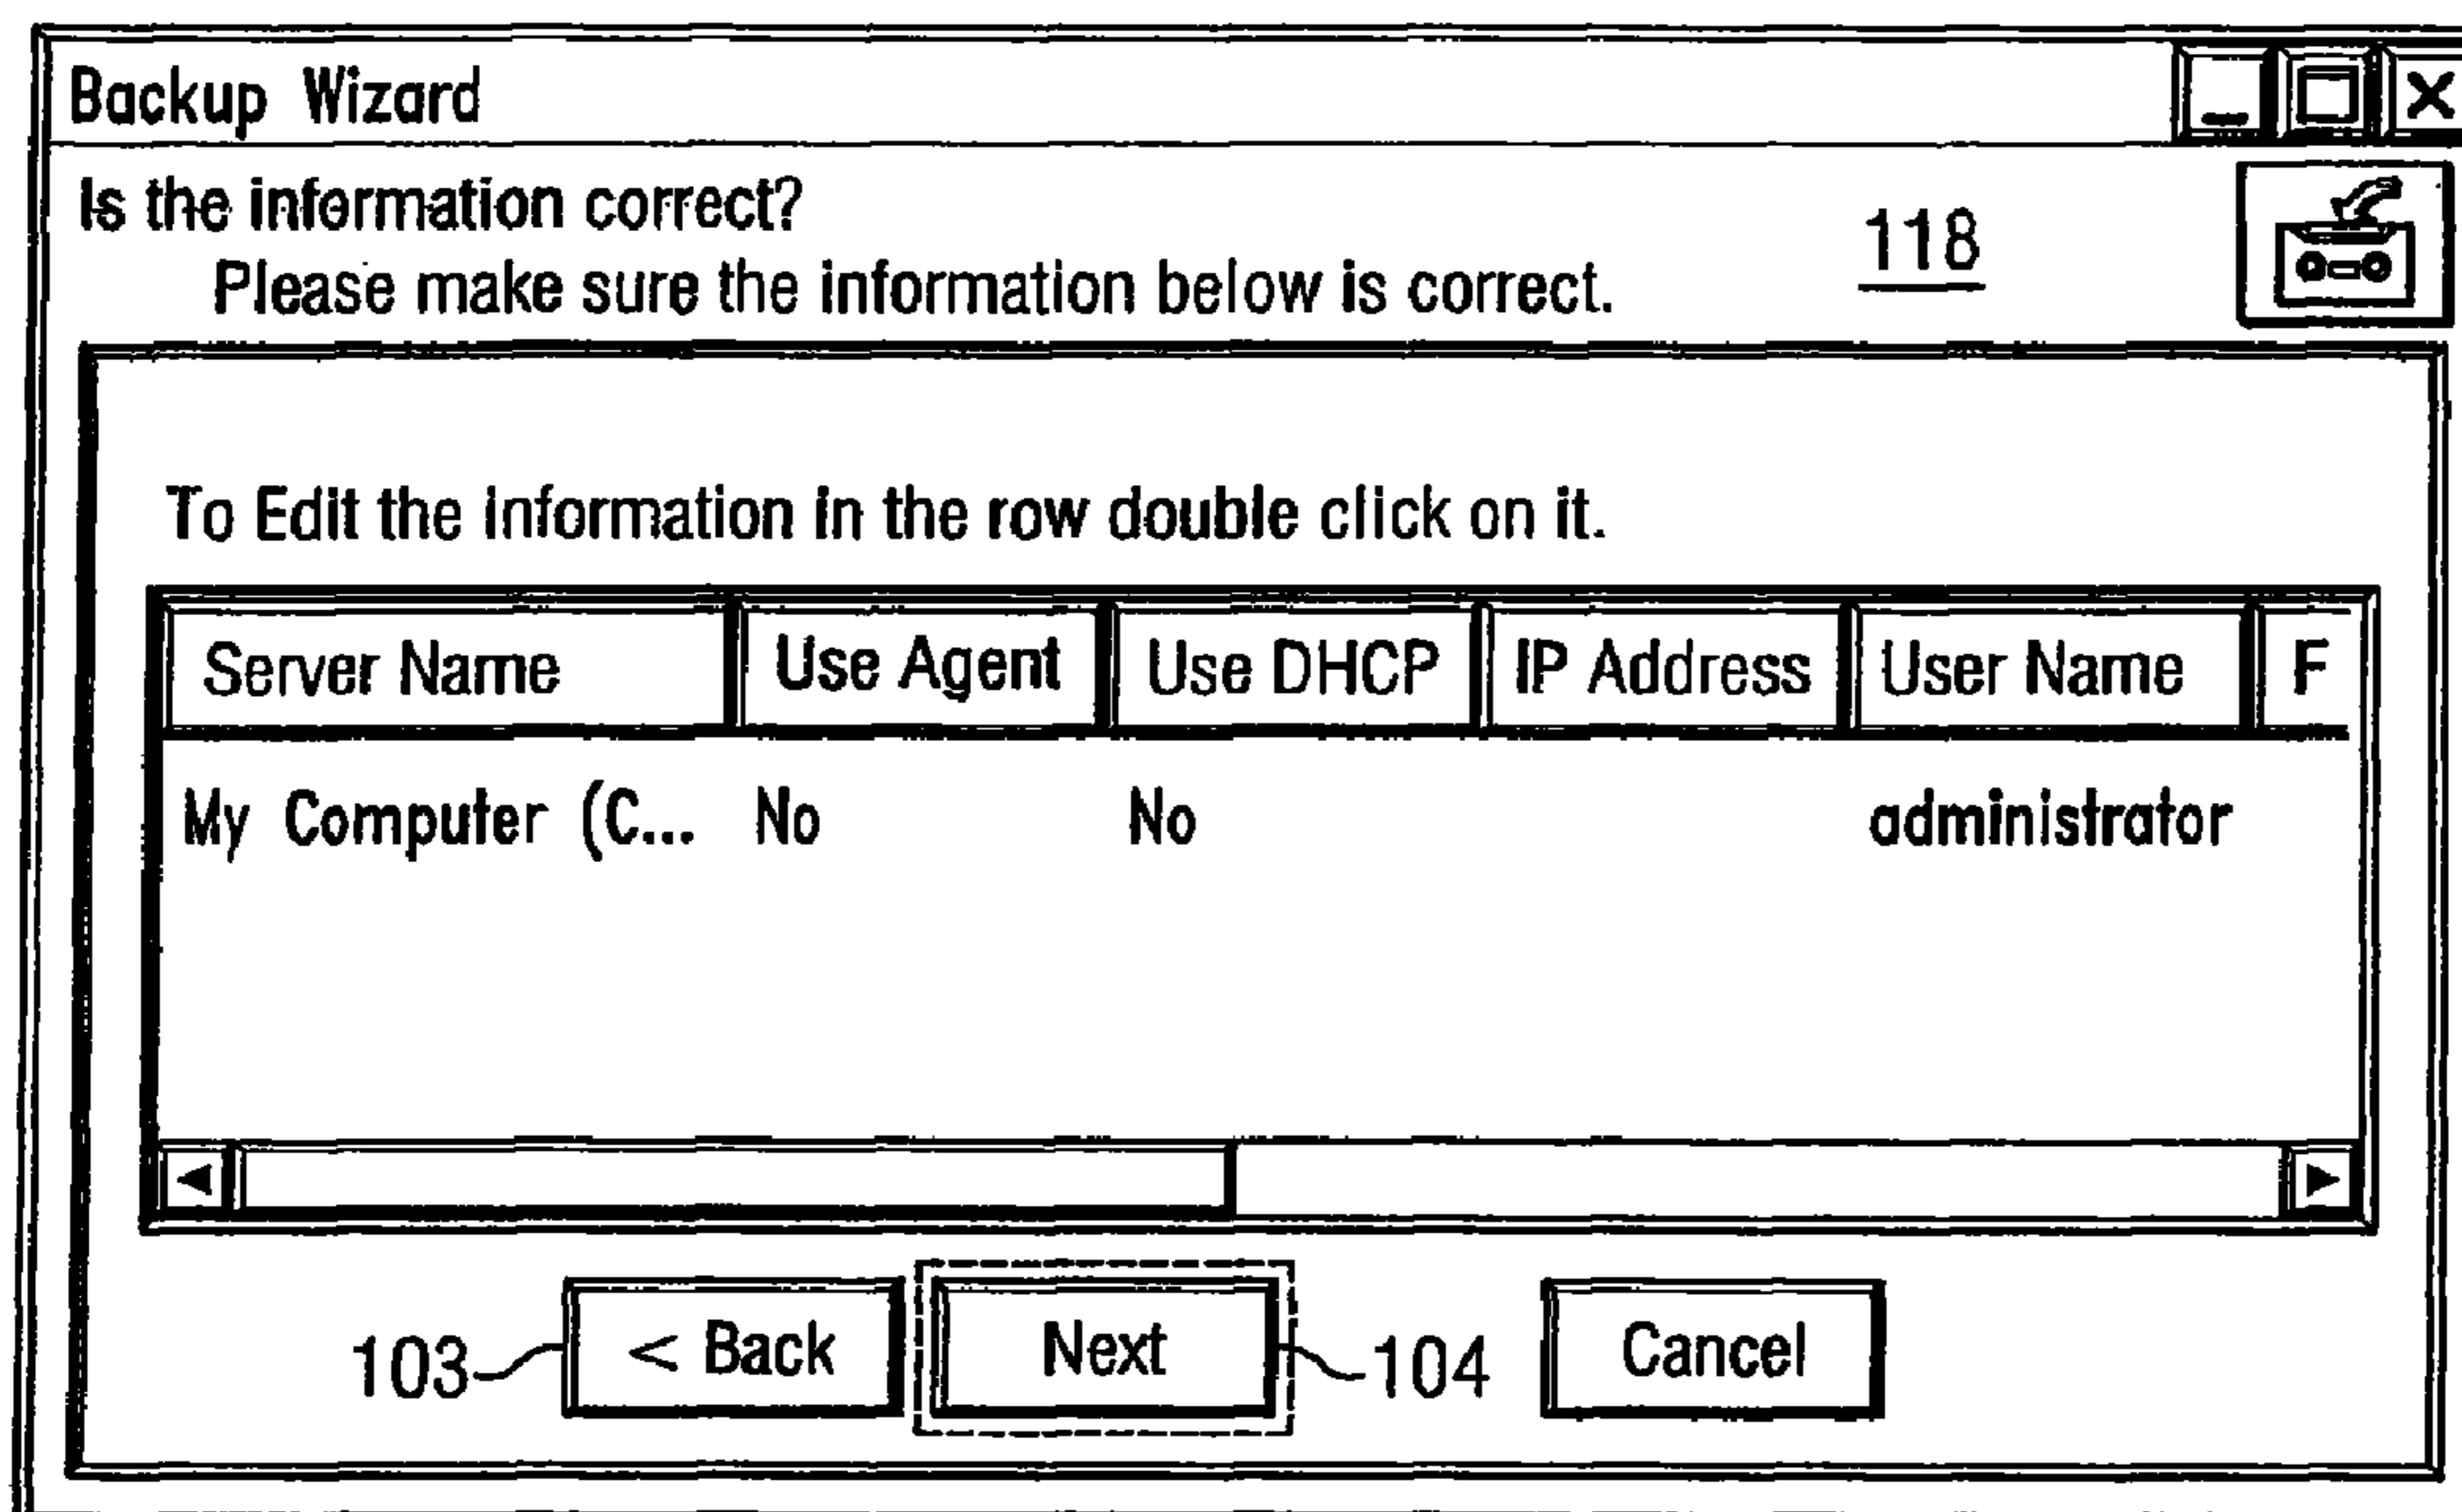 Backup Wizard
Is the information correct?
118
Please make sure the information below is correct.
To Edit the information in the row double click on it.
Server Name Use Agent Use DHCP IP Address User Name F
My Computer (C... No No administrator
103 < Back Next 104 Cancel